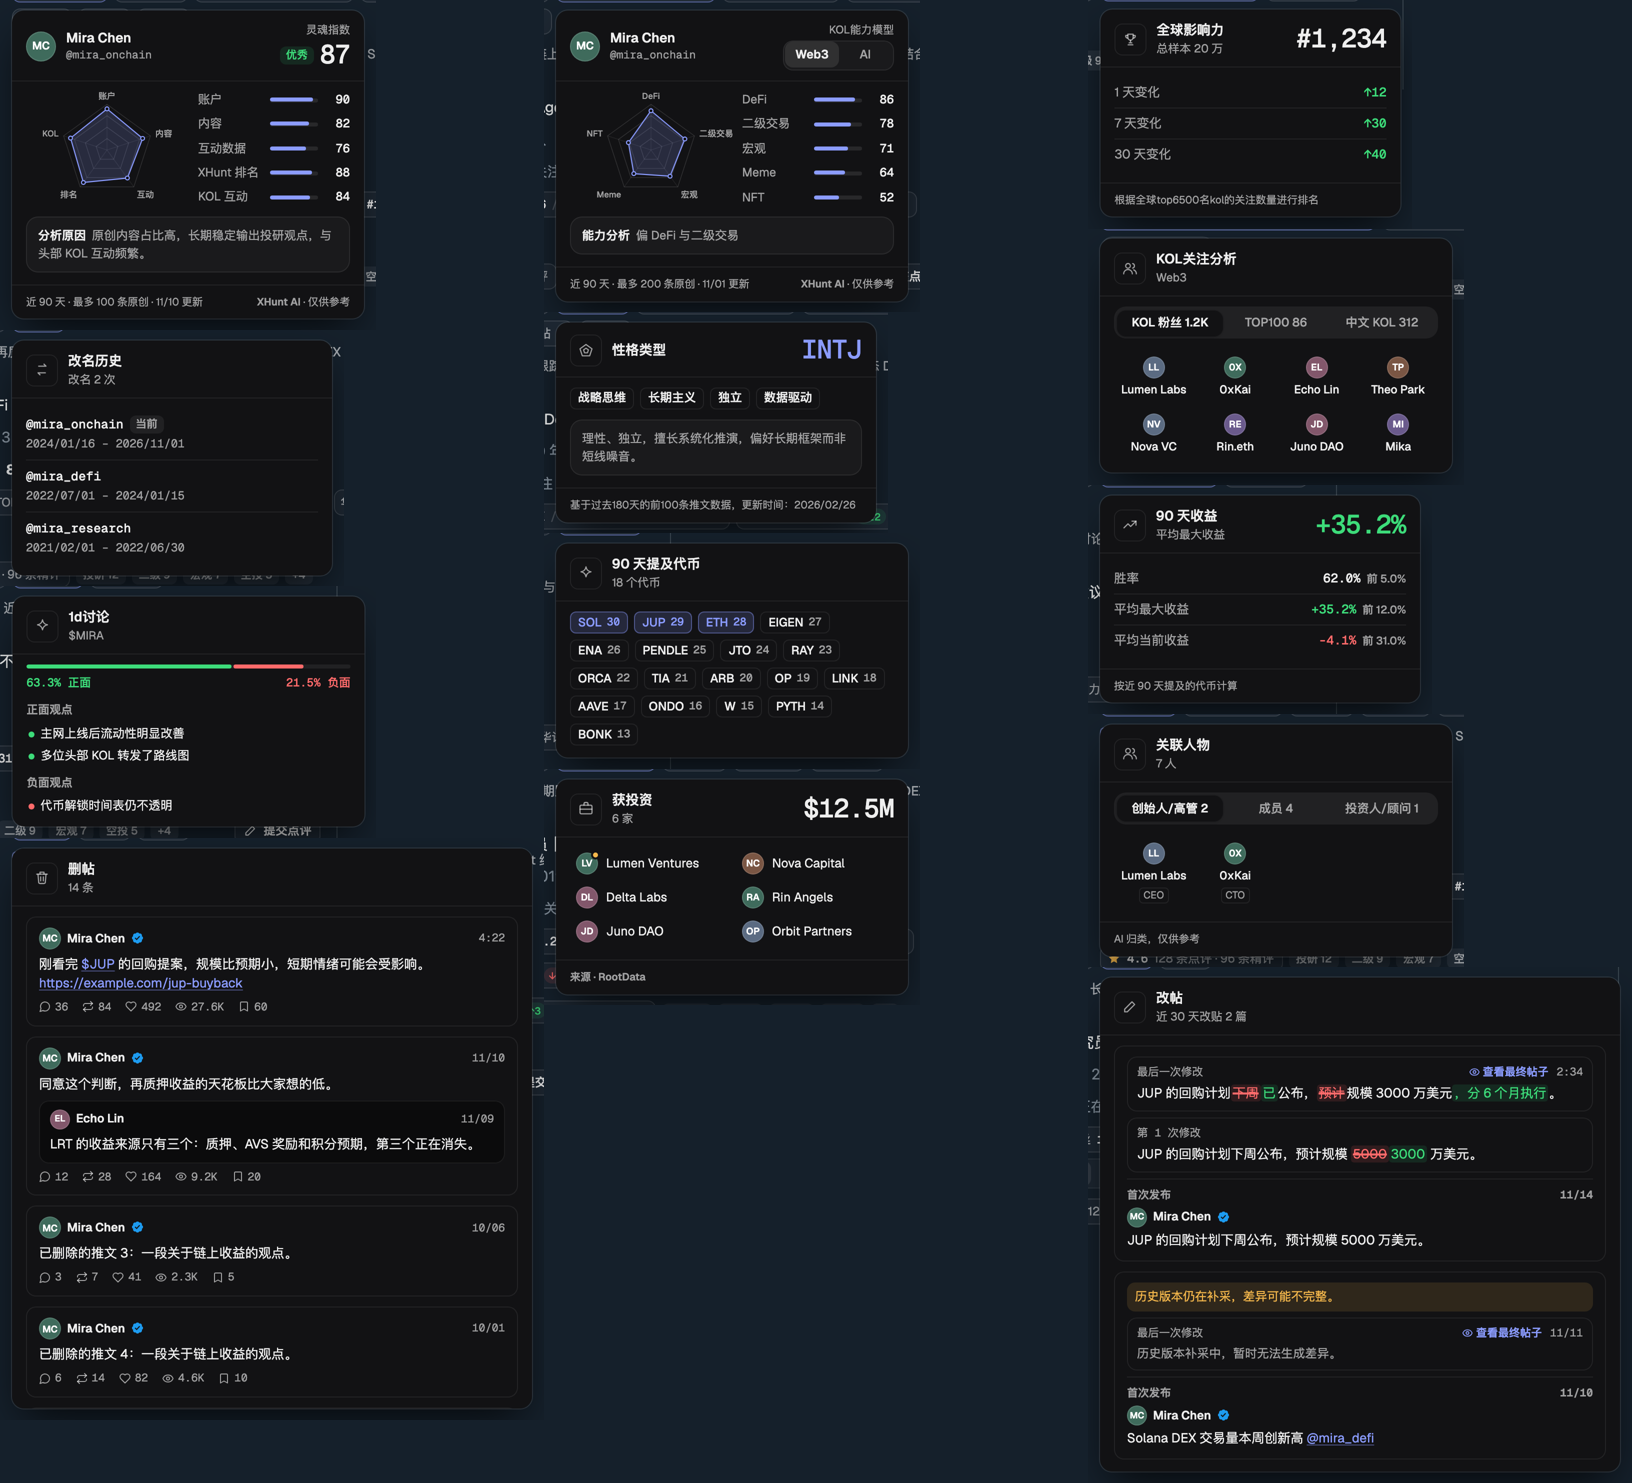 MC
Mira Chen
@mira_onchain
灵魂指数
优秀 87
账户
KOL
内容
排名
互动
账户 90
内容 82
互动数据 76
XHunt 排名 88
KOL 互动 84
分析原因 原创内容占比高，长期稳定输出投研观点，与
头部 KOL 互动频繁。
近 90 天 · 最多 100 条原创 · 11/10 更新
XHunt AI · 仅供参考
改名历史
改名 2 次
@mira_onchain 当前
2024/01/16 - 2026/11/01
@mira_defi
2022/07/01 - 2024/01/15
@mira_research
2021/02/01 - 2022/06/30
1d讨论
$MIRA
63.3% 正面
21.5% 负面
正面观点
主网上线后流动性明显改善
多位头部 KOL 转发了路线图
负面观点
代币解锁时间表仍不透明
二级 9 宏观 7 空投 5 +4 提交点评
删帖
14 条
MC Mira Chen 4:22
刚看完 $JUP 的回购提案，规模比预期小，短期情绪可能会受影响。
https://example.com/jup-buyback
36 84 492 27.6K 60
MC Mira Chen 11/10
同意这个判断，再质押收益的天花板比大家想的低。
EL Echo Lin 11/09
LRT 的收益来源只有三个：质押、AVS 奖励和积分预期，第三个正在消失。
12 28 164 9.2K 20
MC Mira Chen 10/06
已删除的推文 3：一段关于链上收益的观点。
3 7 41 2.3K 5
MC Mira Chen 10/01
已删除的推文 4：一段关于链上收益的观点。
6 14 82 4.6K 10
MC
Mira Chen
@mira_onchain
KOL能力模型
Web3 AI
DeFi
NFT
二级交易
Meme
宏观
DeFi 86
二级交易 78
宏观 71
Meme 64
NFT 52
能力分析 偏 DeFi 与二级交易
近 90 天 · 最多 200 条原创 · 11/01 更新
XHunt AI · 仅供参考
性格类型
INTJ
战略思维 长期主义 独立 数据驱动
理性、独立，擅长系统化推演，偏好长期框架而非
短线噪音。
基于过去180天的前100条推文数据，更新时间：2026/02/26
90 天提及代币
18 个代币
SOL 30 JUP 29 ETH 28 EIGEN 27
ENA 26 PENDLE 25 JTO 24 RAY 23
ORCA 22 TIA 21 ARB 20 OP 19 LINK 18
AAVE 17 ONDO 16 W 15 PYTH 14
BONK 13
获投资
6 家
$12.5M
LV Lumen Ventures
NC Nova Capital
DL Delta Labs
RA Rin Angels
JD Juno DAO
OP Orbit Partners
来源 · RootData
全球影响力
总样本 20 万
#1,234
1 天变化 ↑12
7 天变化 ↑30
30 天变化 ↑40
根据全球top6500名kol的关注数量进行排名
KOL关注分析
Web3
KOL 粉丝 1.2K TOP100 86 中文 KOL 312
LL 0X EL TP
Lumen Labs 0xKai Echo Lin Theo Park
NV RE JD MI
Nova VC Rin.eth Juno DAO Mika
90 天收益
平均最大收益
+35.2%
胜率 62.0% 前 5.0%
平均最大收益 +35.2% 前 12.0%
平均当前收益 -4.1% 前 31.0%
按近 90 天提及的代币计算
关联人物
7 人
创始人/高管 2 成员 4 投资人/顾问 1
LL 0X
Lumen Labs 0xKai
CEO CTO
AI 归类，仅供参考
4.6 128 条点评 · 96 条精评 投研 12 二级 9 宏观 7
改帖
近 30 天改贴 2 篇
最后一次修改 查看最终帖子 2:34
JUP 的回购计划下周已公布，预计规模 3000 万美元，分 6 个月执行。
第 1 次修改
JUP 的回购计划下周公布，预计规模 5000 3000 万美元。
首次发布 11/14
MC Mira Chen
JUP 的回购计划下周公布，预计规模 5000 万美元。
历史版本仍在补采，差异可能不完整。
最后一次修改 查看最终帖子 11/11
历史版本补采中，暂时无法生成差异。
首次发布 11/10
MC Mira Chen
Solana DEX 交易量本周创新高 @mira_defi